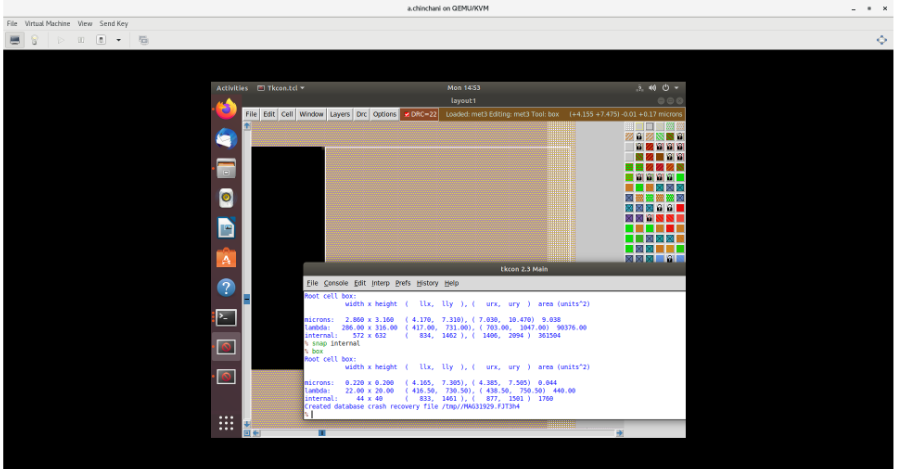 a.chinchani on QEMU/KVM
File Virtual Machine View Send Key
Activities Tkcon.tcl Mon 14:53
layout1
File Edit Cell Window Layers Drc Options DRC=22 Loaded: met3 Editing: met3 Tool: box (+4.155 +7.475) -0.01 +0.17 microns
tkcon 2.3 Main
File Console Edit Interp Prefs History Help
Root cell box:
width x height ( llx, lly ), ( urx, ury ) area (units^2)
microns: 2.860 x 3.160 ( 4.170, 7.310), ( 7.030, 10.470) 9.038
lambda: 286.00 x 316.00 ( 417.00, 731.00), ( 703.00, 1047.00) 90376.00
internal: 572 x 632 ( 834, 1462 ), ( 1406, 2094 ) 361504
% snap internal
% box
Root cell box:
width x height ( llx, lly ), ( urx, ury ) area (units^2)
microns: 0.220 x 0.200 ( 4.165, 7.305), ( 4.385, 7.505) 0.044
lambda: 22.00 x 20.00 ( 416.50, 730.50), ( 438.50, 750.50) 440.00
internal: 44 x 40 ( 833, 1461 ), ( 877, 1501 ) 1760
Created database crash recovery file /tmp//MAG31929.FJT3h4
%